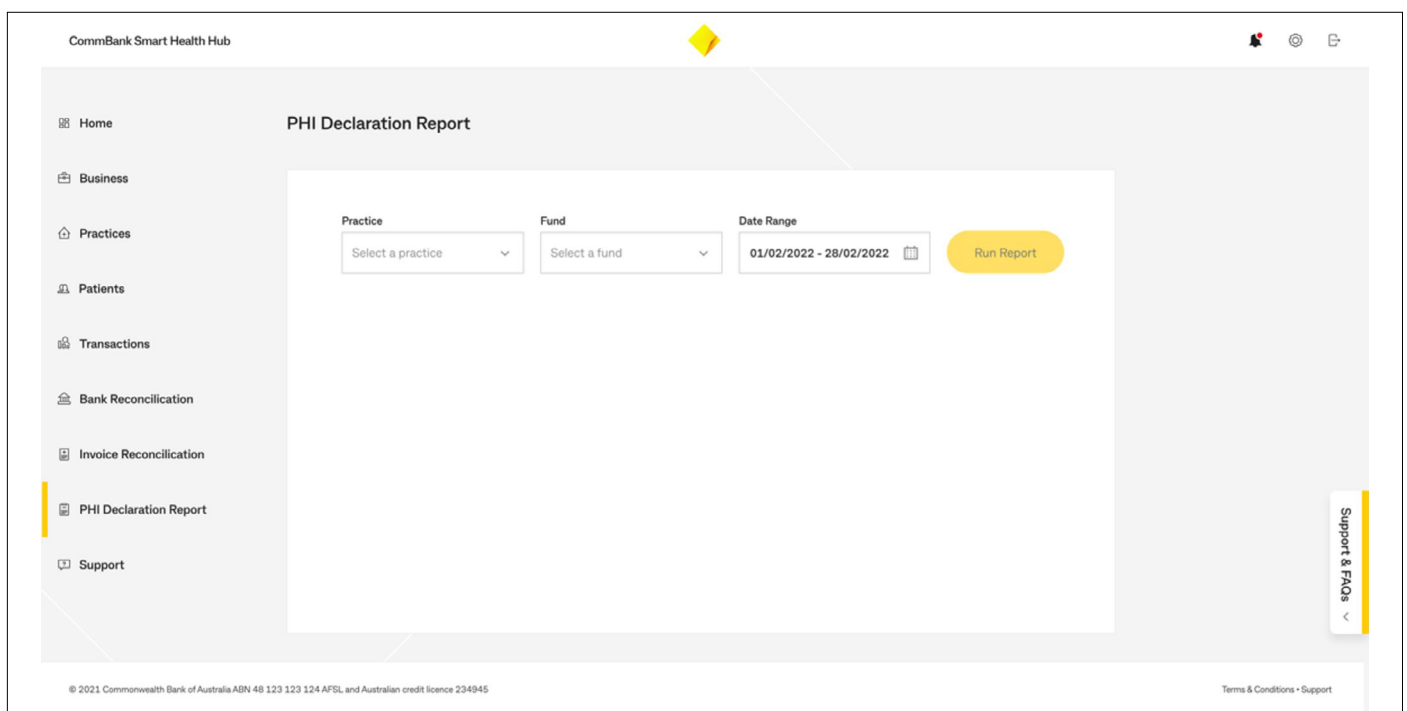 CommBank Smart Health Hub
Home
Business
Practices
Patients
Transactions
Bank Reconcilication
Invoice Reconcilication
PHI Declaration Report
Support
PHI Declaration Report
Practice
Select a practice
Fund
Select a fund
Date Range
01/02/2022 - 28/02/2022
Run Report
Support & FAQs
© 2021 Commonwealth Bank of Australia ABN 48 123 123 124 AFSL and Australian credit licence 234945
Terms & Conditions • Support